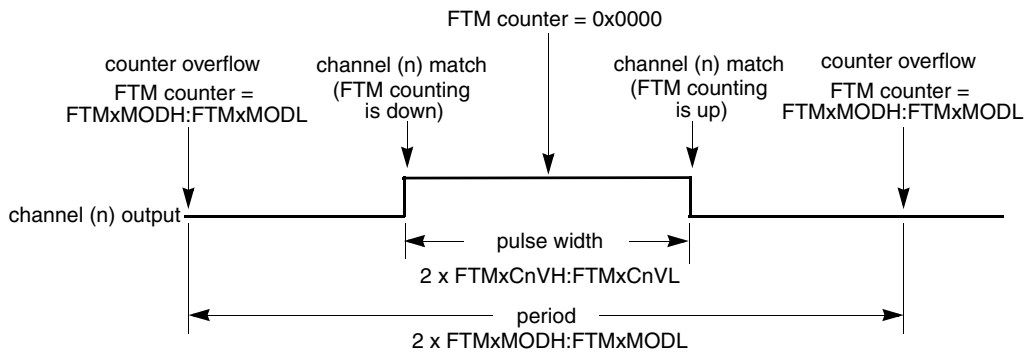 FTM counter = 0x0000
counter overflow
FTM counter =
FTMxMODH:FTMxMODL
channel (n) match
(FTM counting
is down)
channel (n) match
(FTM counting
is up)
counter overflow
FTM counter =
FTMxMODH:FTMxMODL
channel (n) output
pulse width
2 x FTMxCnVH:FTMxCnVL
period
2 x FTMxMODH:FTMxMODL